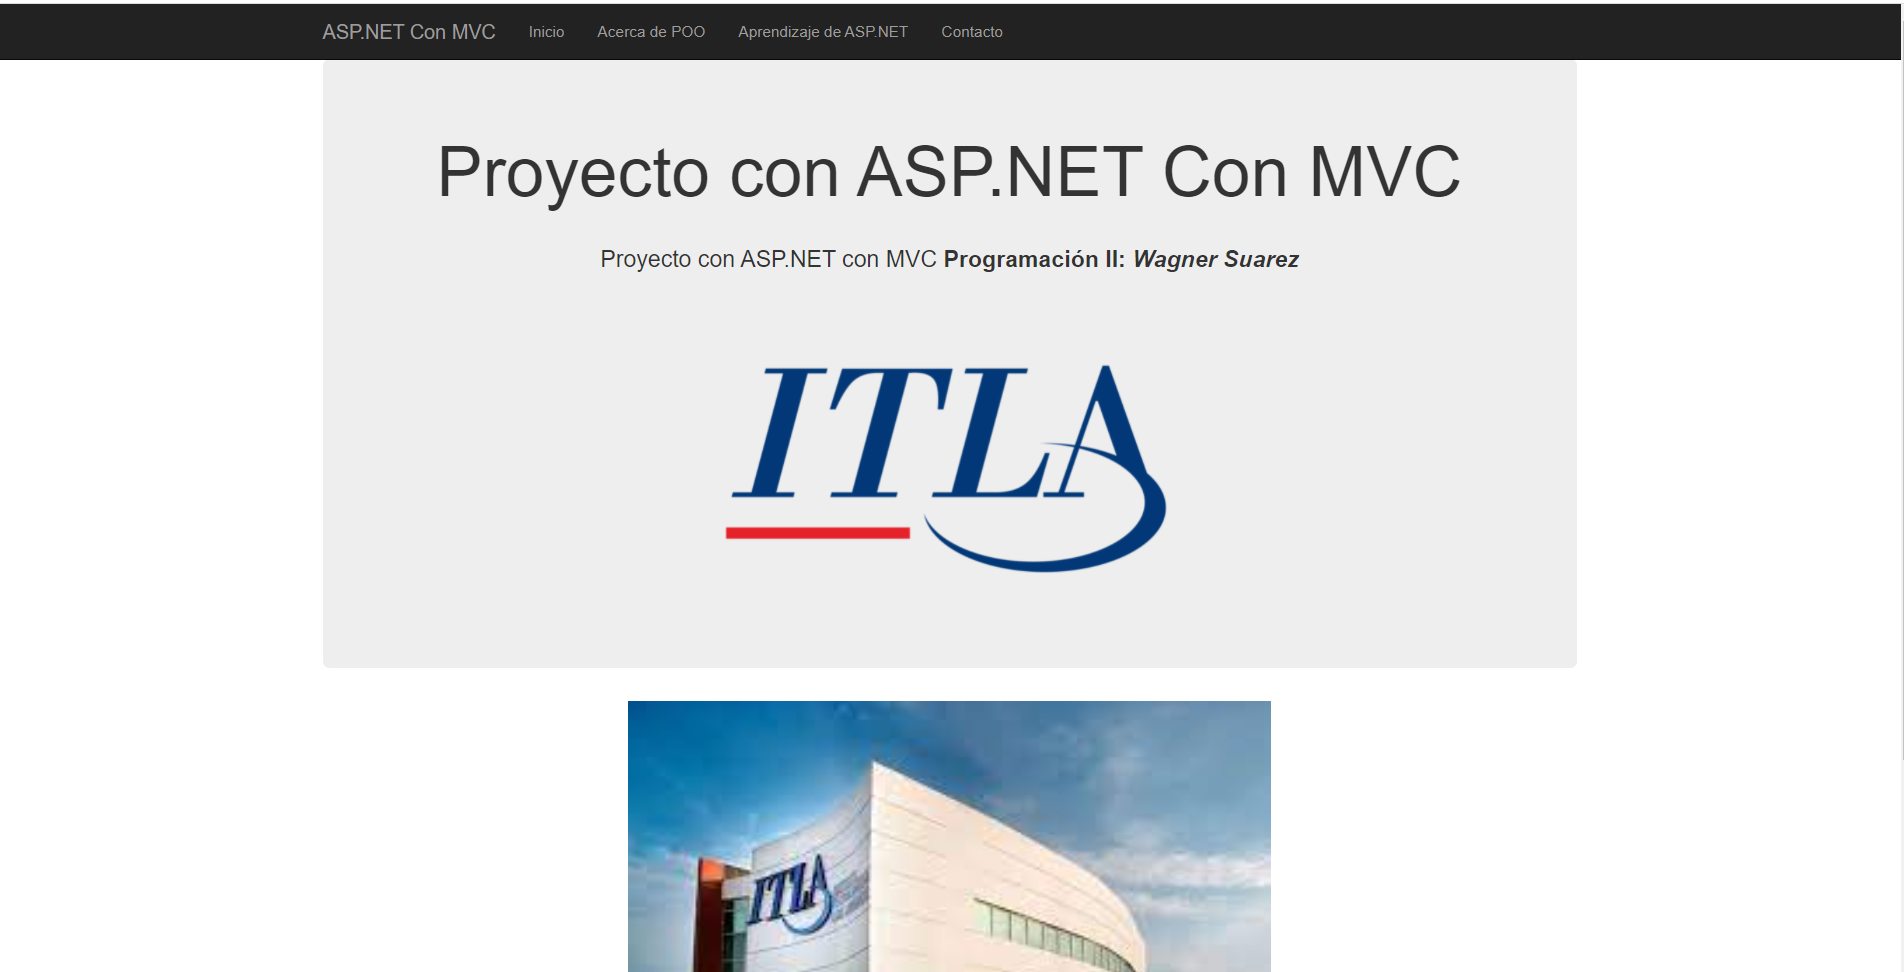 ASP.NET Con MVC Inicio Acerca de POO Aprendizaje de ASP.NET Contacto
Proyecto con ASP.NET Con MVC
Proyecto con ASP.NET con MVC Programación II: Wagner Suarez
ITLA
ITLA